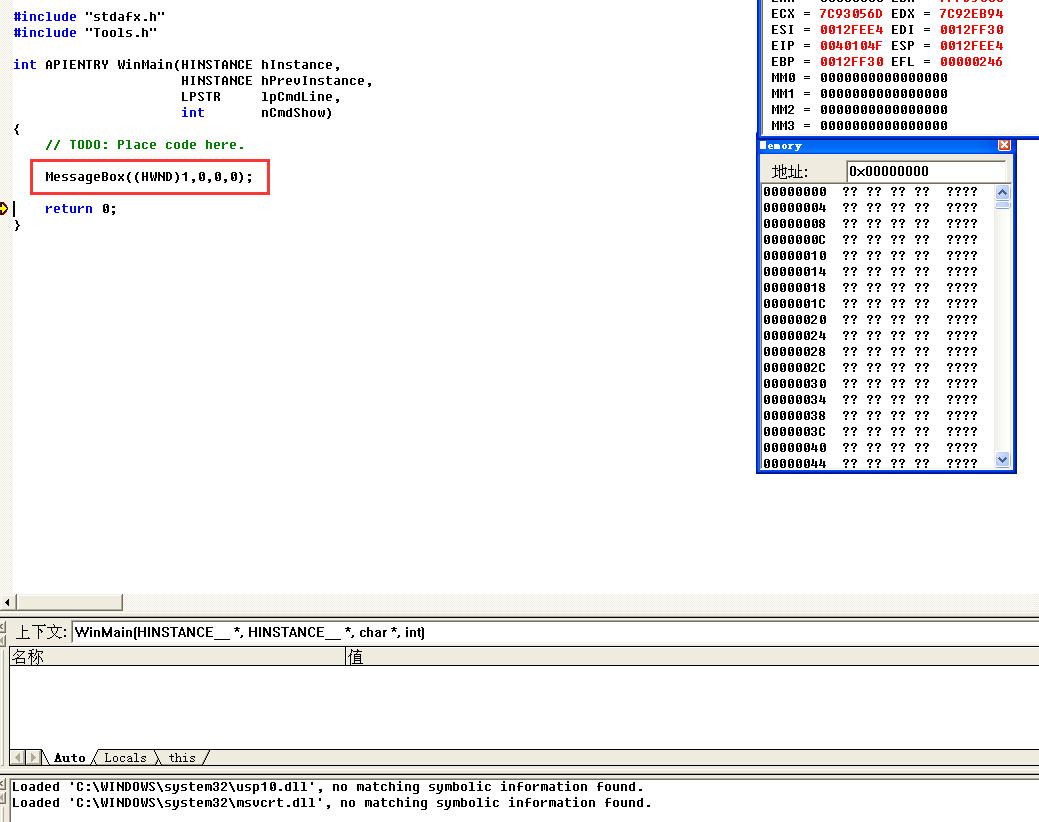 #include "stdafx.h"
#include "Tools.h"
int APIENTRY WinMain(HINSTANCE hInstance,
HINSTANCE hPrevInstance,
LPSTR lpCmdLine,
int nCmdShow)
{
// TODO: Place code here.
MessageBox((HWND)1,0,0,0);
return 0;
}
ECX = 7C93056D EDX = 7C92EB94
ESI = 0012FEE4 EDI = 0012FF30
EIP = 0040104F ESP = 0012FEE4
EBP = 0012FF30 EFL = 00000246
MM0 = 0000000000000000
MM1 = 0000000000000000
MM2 = 0000000000000000
MM3 = 0000000000000000
Memory
地址: 0x00000000
00000000 ?? ?? ?? ?? ????
00000004 ?? ?? ?? ?? ????
00000008 ?? ?? ?? ?? ????
0000000C ?? ?? ?? ?? ????
00000010 ?? ?? ?? ?? ????
00000014 ?? ?? ?? ?? ????
00000018 ?? ?? ?? ?? ????
0000001C ?? ?? ?? ?? ????
00000020 ?? ?? ?? ?? ????
00000024 ?? ?? ?? ?? ????
00000028 ?? ?? ?? ?? ????
0000002C ?? ?? ?? ?? ????
00000030 ?? ?? ?? ?? ????
00000034 ?? ?? ?? ?? ????
00000038 ?? ?? ?? ?? ????
0000003C ?? ?? ?? ?? ????
00000040 ?? ?? ?? ?? ????
00000044 ?? ?? ?? ?? ????
上下文: WinMain(HINSTANCE__ *, HINSTANCE__ *, char *, int)
名称 值
Auto Locals this
Loaded 'C:\WINDOWS\system32\usp10.dll', no matching symbolic information found.
Loaded 'C:\WINDOWS\system32\msvcrt.dll', no matching symbolic information found.